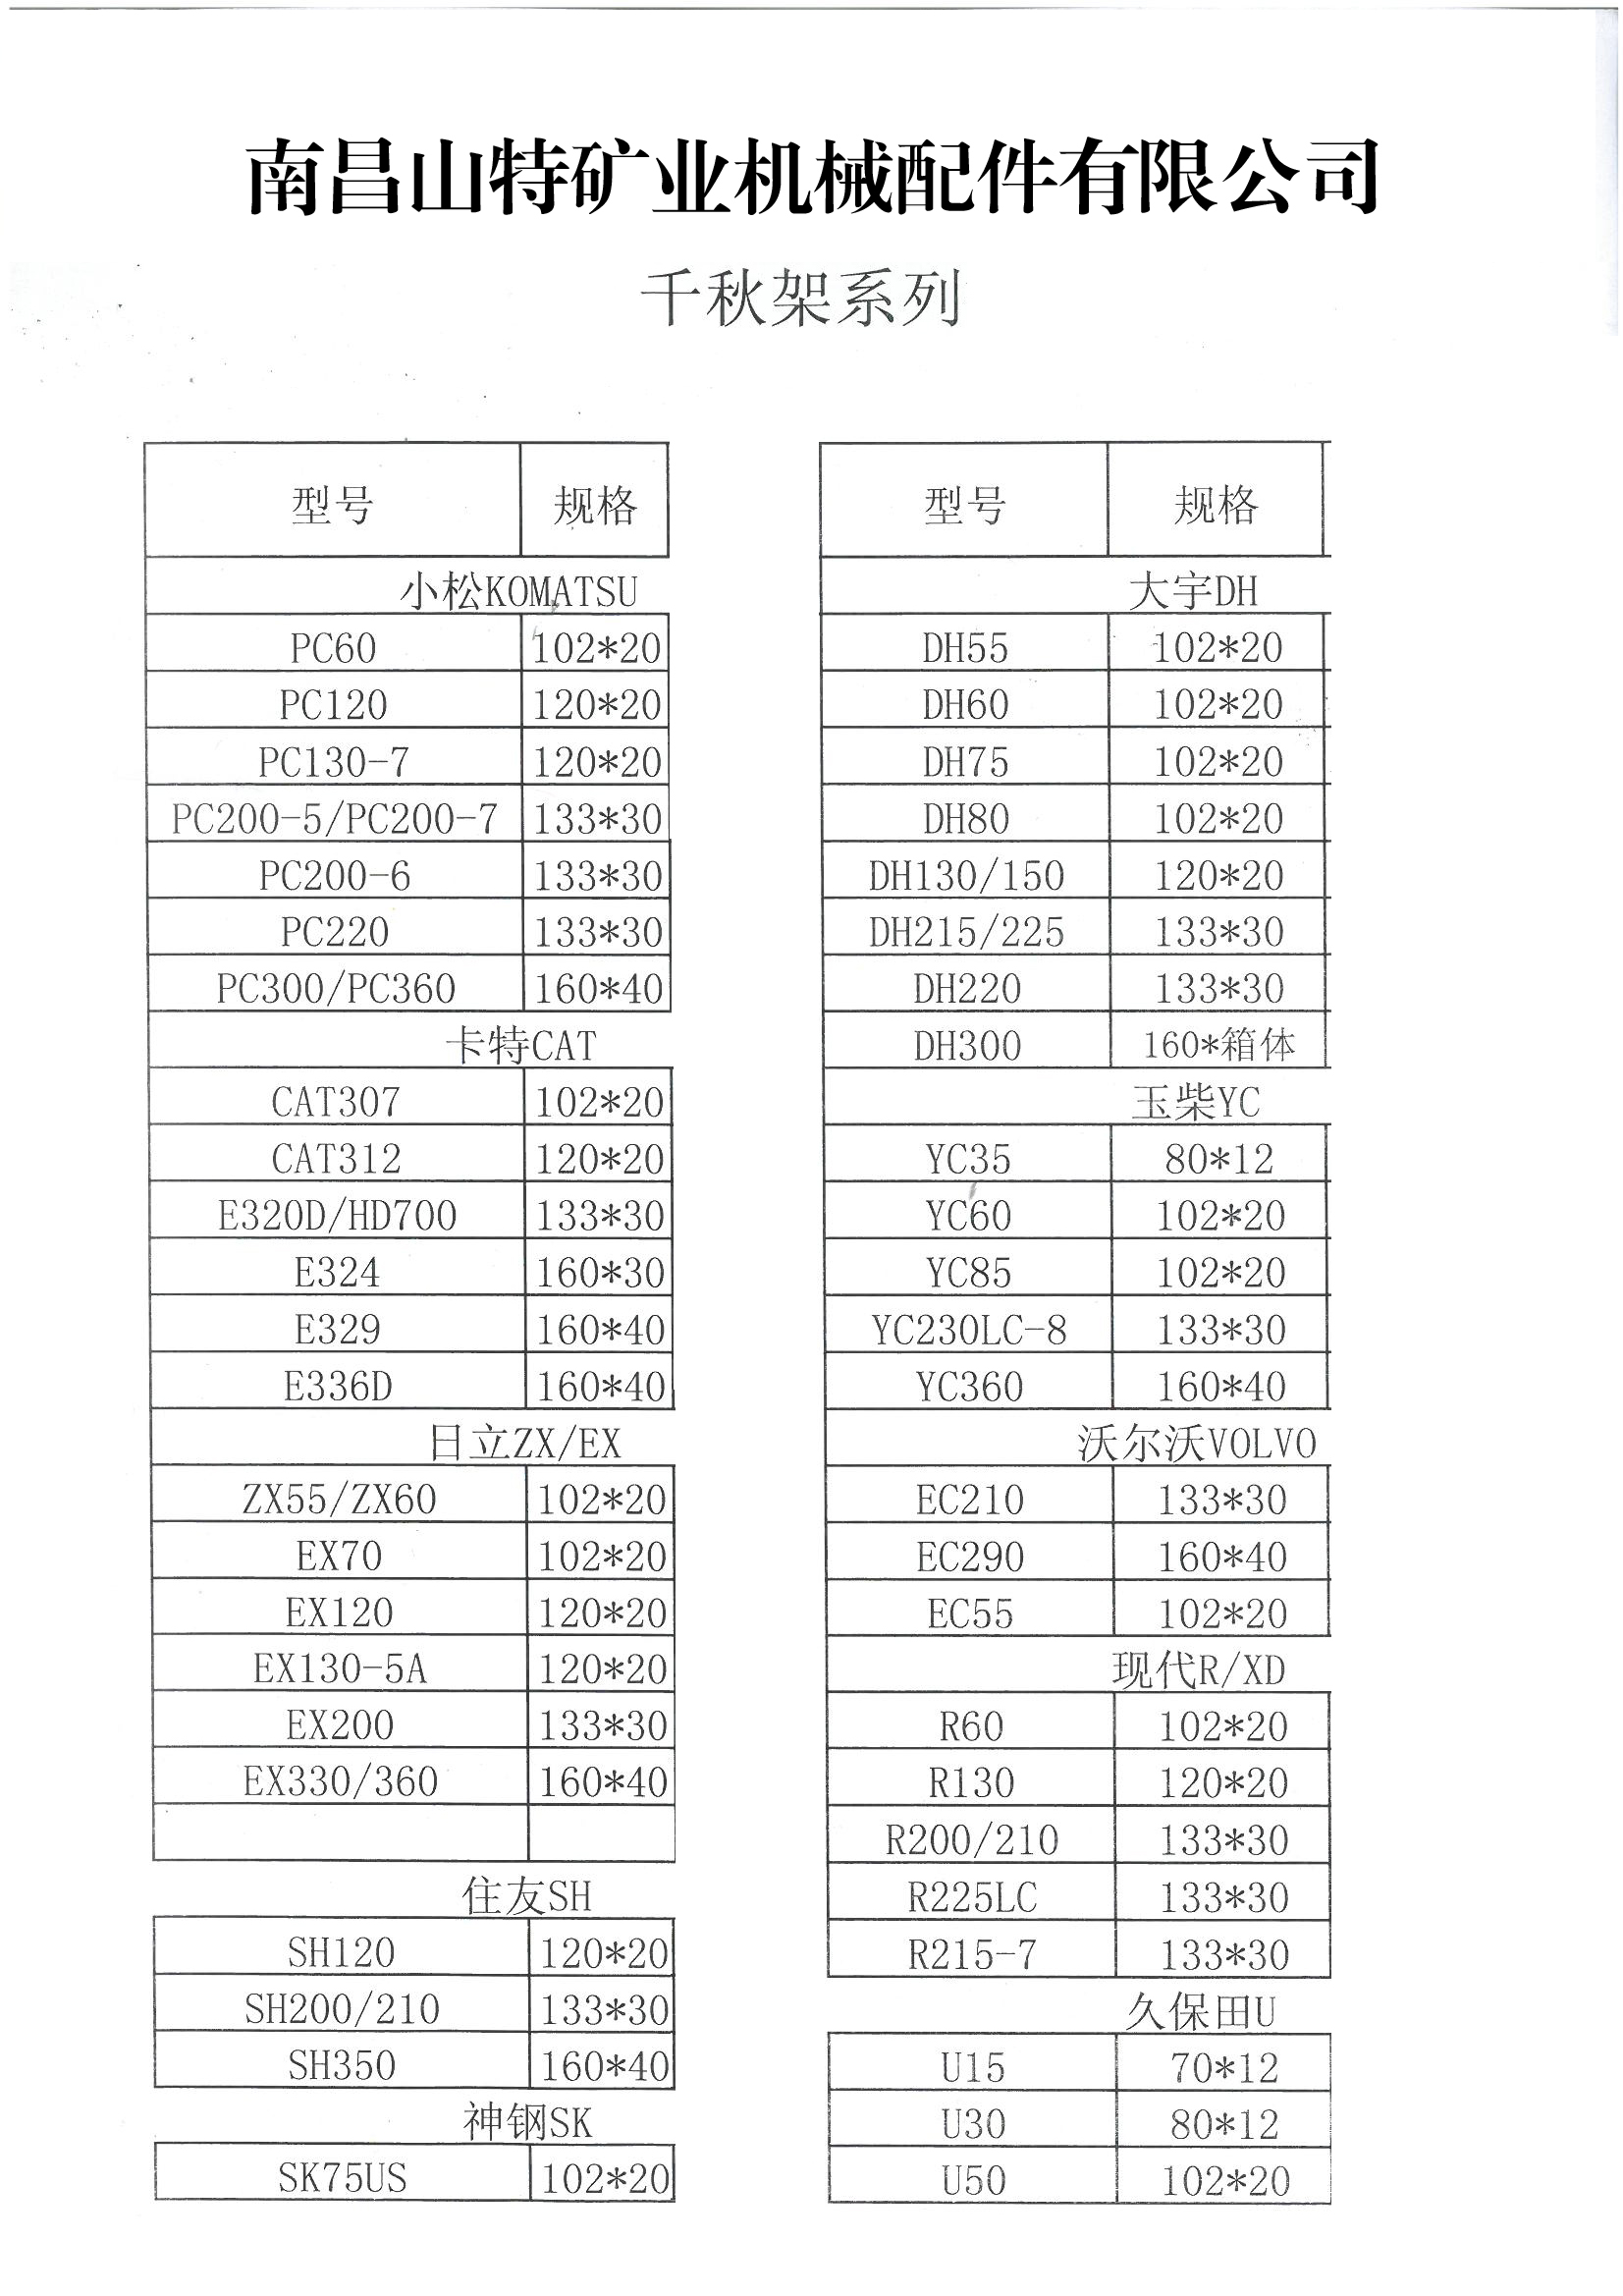 南昌山特矿业机械配件有限公司
千秋架系列
型号 规格
小松KOMATSU
PC60 102*20
PC120 120*20
PC130-7 120*20
PC200-5/PC200-7 133*30
PC200-6 133*30
PC220 133*30
PC300/PC360 160*40
卡特CAT
CAT307 102*20
CAT312 120*20
E320D/HD700 133*30
E324 160*30
E329 160*40
E336D 160*40
日立ZX/EX
ZX55/ZX60 102*20
EX70 102*20
EX120 120*20
EX130-5A 120*20
EX200 133*30
EX330/360 160*40
住友SH
SH120 120*20
SH200/210 133*30
SH350 160*40
神钢SK
SK75US 102*20
型号 规格
大宇DH
DH55 102*20
DH60 102*20
DH75 102*20
DH80 102*20
DH130/150 120*20
DH215/225 133*30
DH220 133*30
DH300 160*箱体
玉柴YC
YC35 80*12
YC60 102*20
YC85 102*20
YC230LC-8 133*30
YC360 160*40
沃尔沃VOLVO
EC210 133*30
EC290 160*40
EC55 102*20
现代R/XD
R60 102*20
R130 120*20
R200/210 133*30
R225LC 133*30
R215-7 133*30
久保田U
U15 70*12
U30 80*12
U50 102*20